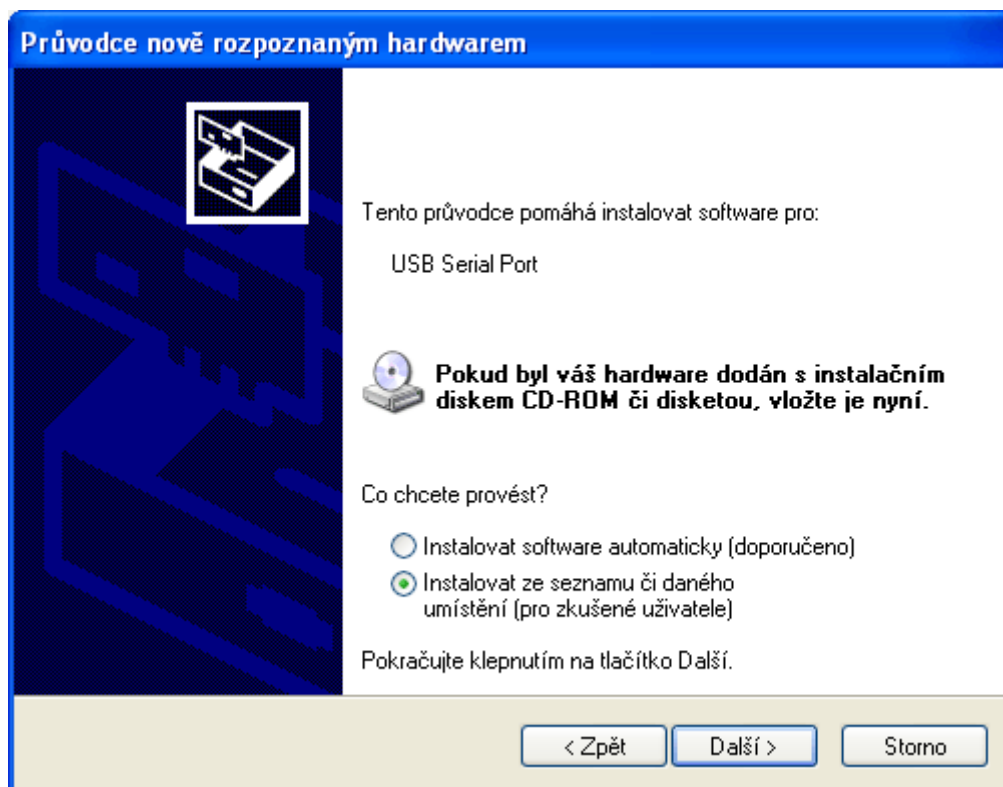 Průvodce nově rozpoznaným hardwarem
Tento průvodce pomáhá instalovat software pro:
USB Serial Port
Pokud byl váš hardware dodán s instalačním
diskem CD-ROM či disketou, vložte je nyní.
Co chcete provést?
Instalovat software automaticky (doporučeno)
Instalovat ze seznamu či daného
umístění (pro zkušené uživatele)
Pokračujte klepnutím na tlačítko Další.
< Zpět
Další >
Storno